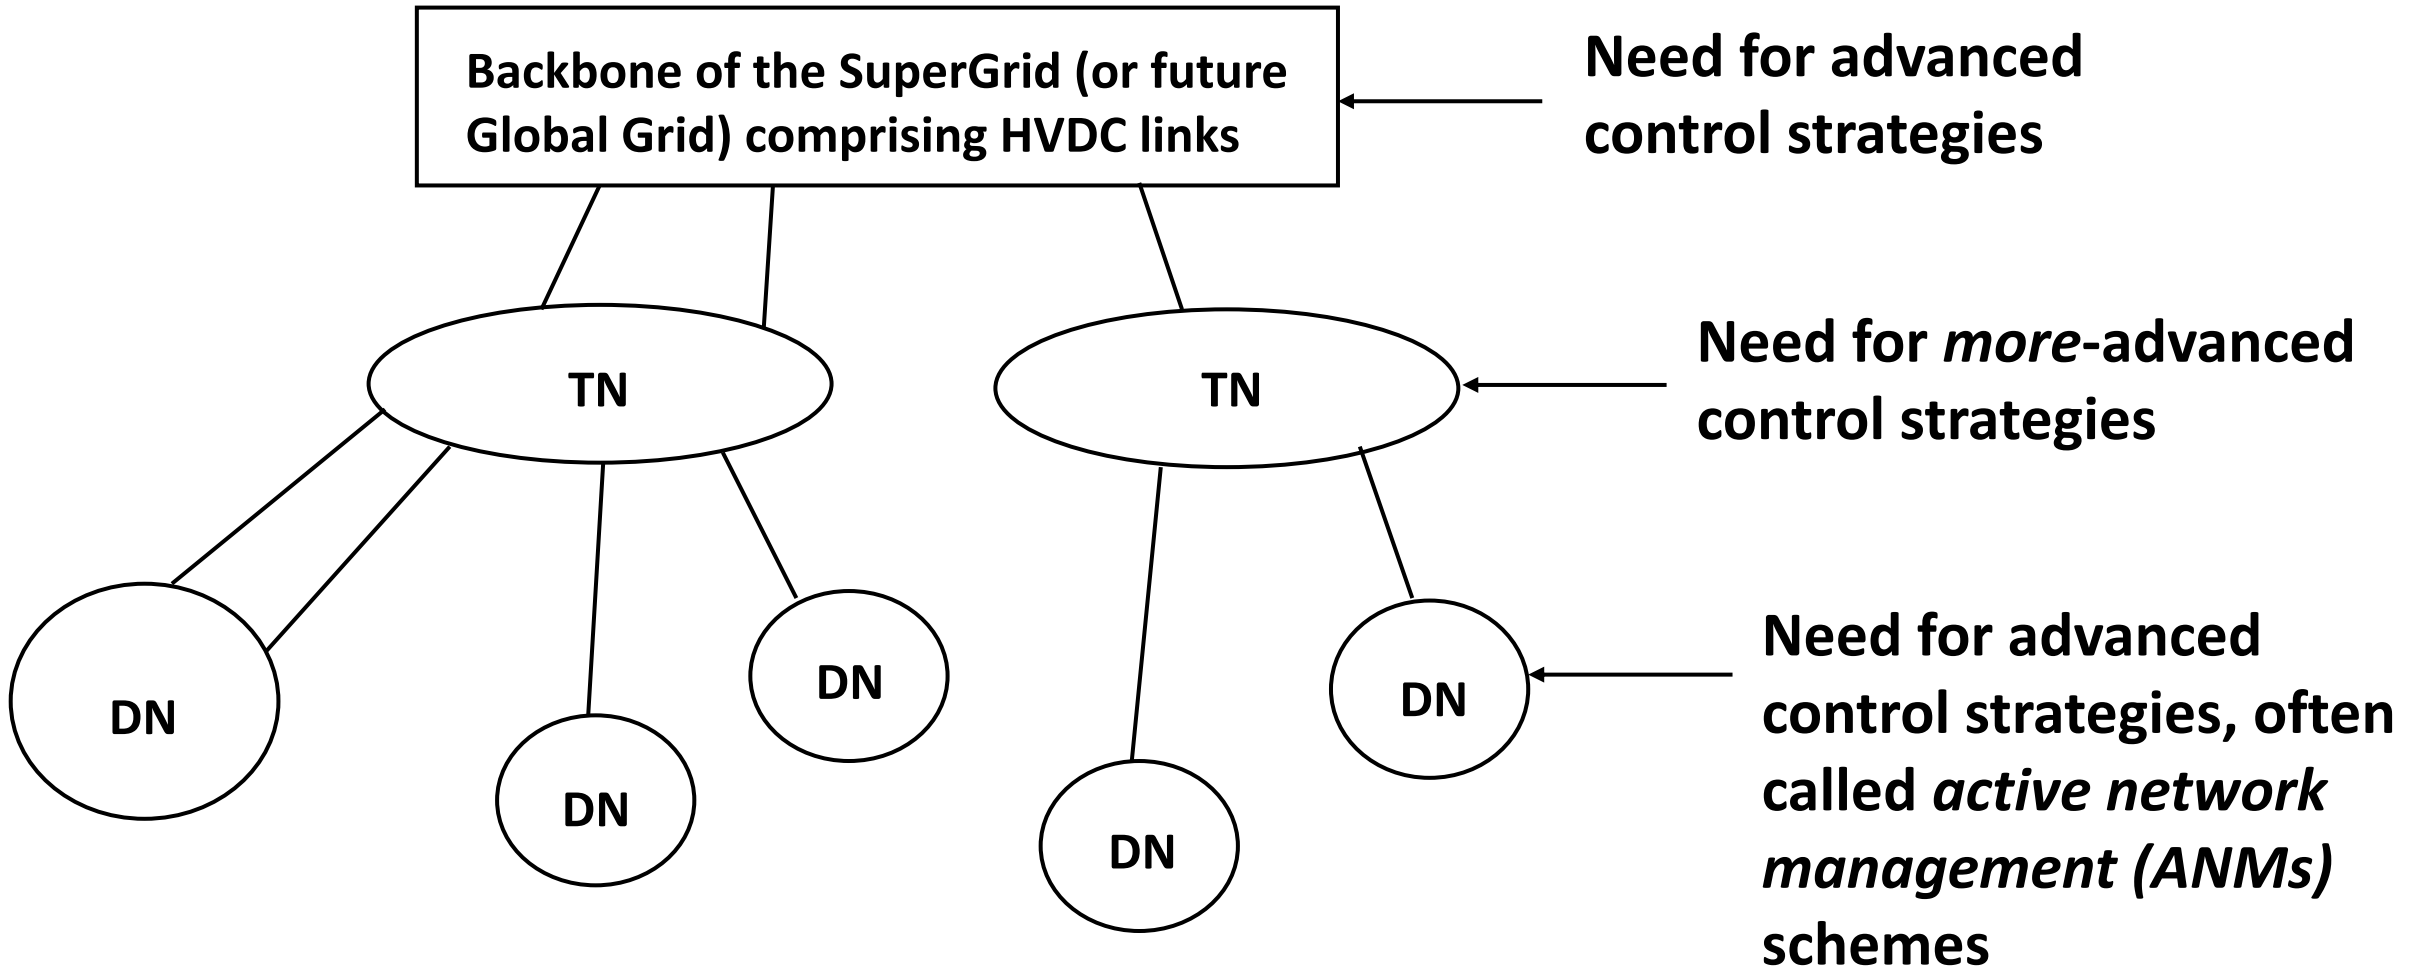 Backbone of the SuperGrid (or future
Global Grid) comprising HVDC links
Need for advanced
control strategies
TN
TN
Need for more-advanced
control strategies
DN
DN
DN
DN
DN
Need for advanced
control strategies, often
called active network
management (ANMs)
schemes